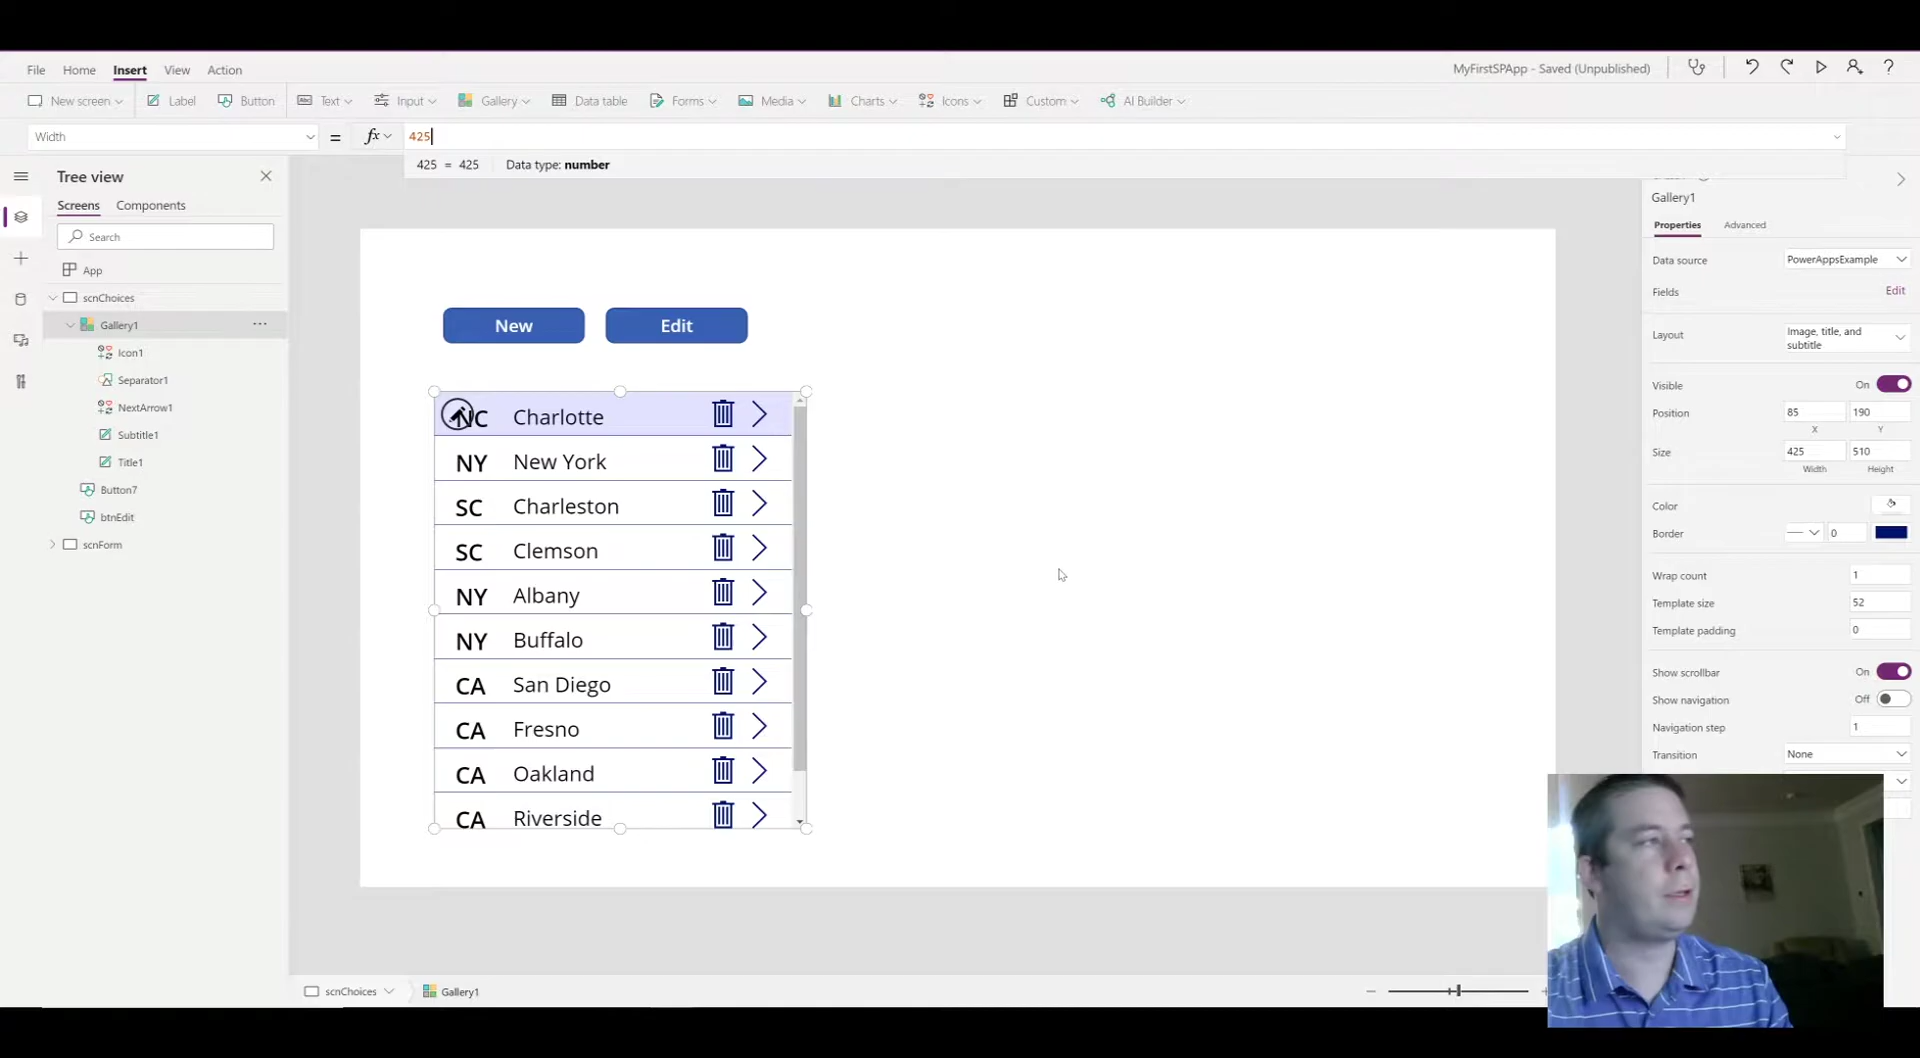 File Home Insert View Action
MyFirstSPApp - Saved (Unpublished) ?
New screen Label Button Text Input Gallery Data table Forms Media Charts Icons Custom AI Builder
Width = fx 425
425 = 425 Data type: number
Tree view
Screens Components
Search
App
scnChoices
Gallery1 ...
Icon1
Separator1
NextArrow1
Subtitle1
Title1
Button7
btnEdit
scnForm
New Edit
NC Charlotte
NY New York
SC Charleston
SC Clemson
NY Albany
NY Buffalo
CA San Diego
CA Fresno
CA Oakland
CA Riverside
Gallery1
Properties Advanced
Data source PowerAppsExample
Fields Edit
Layout Image, title, and
subtitle
Visible On
Position 85 190
X Y
Size 425 510
Width Height
Color
Border 0
Wrap count 1
Template size 52
Template padding 0
Show scrollbar On
Show navigation Off
Navigation step 1
Transition None
scnChoices Gallery1